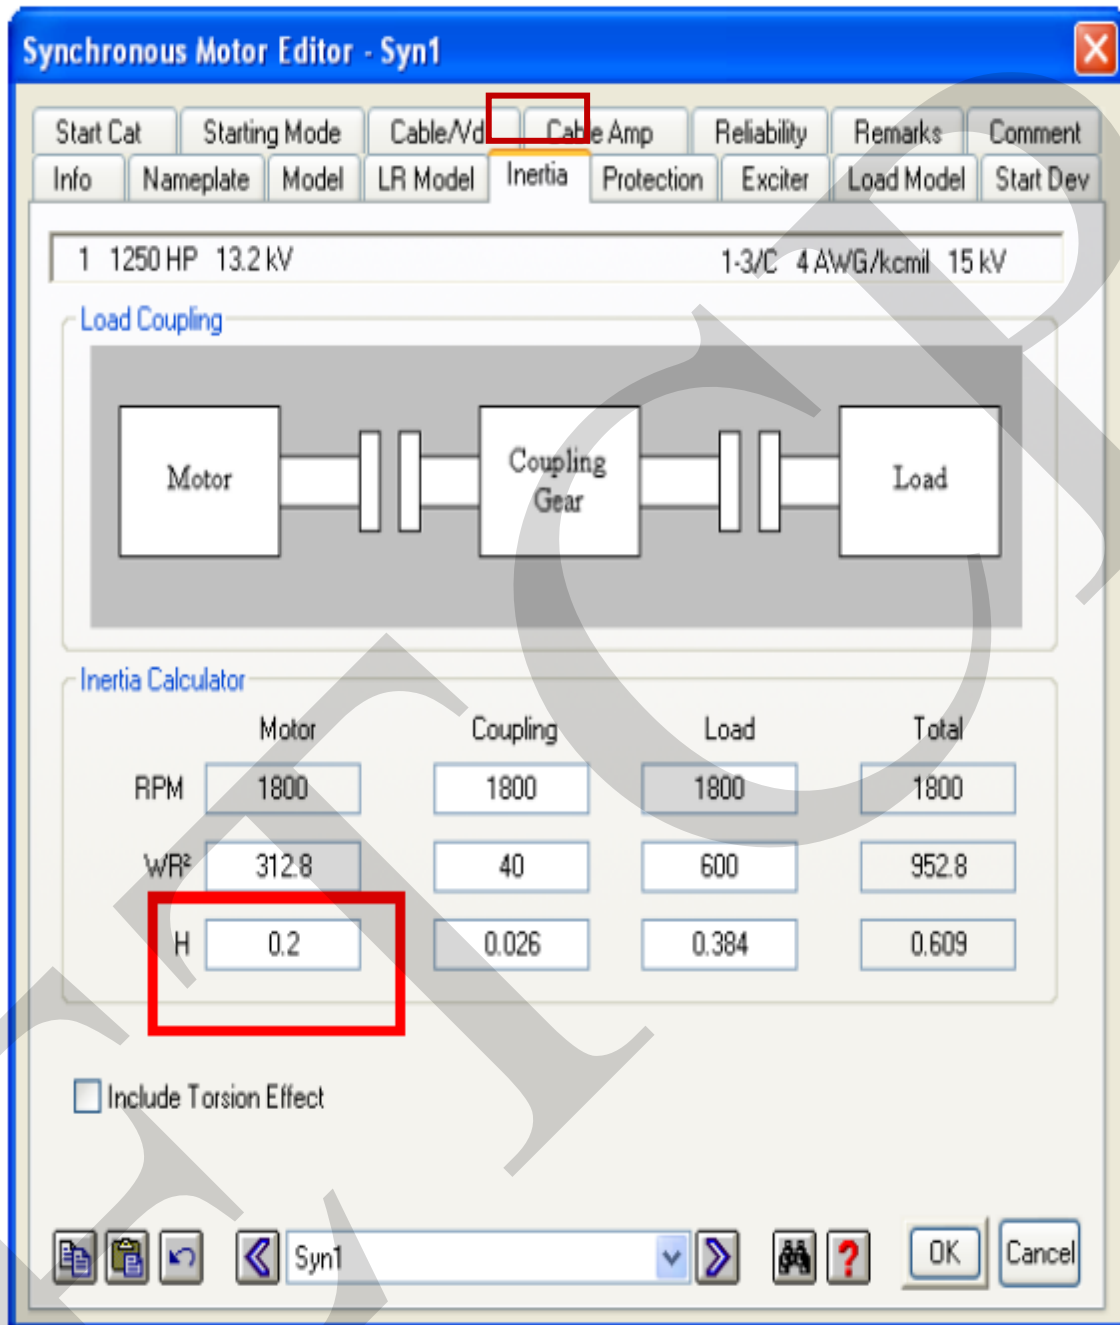 Synchronous Motor Editor - Syn1
Start Cat Starting Mode Cable/Vd Cable Amp Reliability Remarks Comment
Info Nameplate Model LR Model Inertia Protection Exciter Load Model Start Dev
1 1250 HP 13.2 kV 1-3/C 4 AWG/kcmil 15 kV
Load Coupling
Motor Coupling Gear Load
Inertia Calculator
Motor Coupling Load Total
RPM 1800 1800 1800 1800
WR² 312.8 40 600 952.8
H 0.2 0.026 0.384 0.609
Include Torsion Effect
Syn1 ? OK Cancel